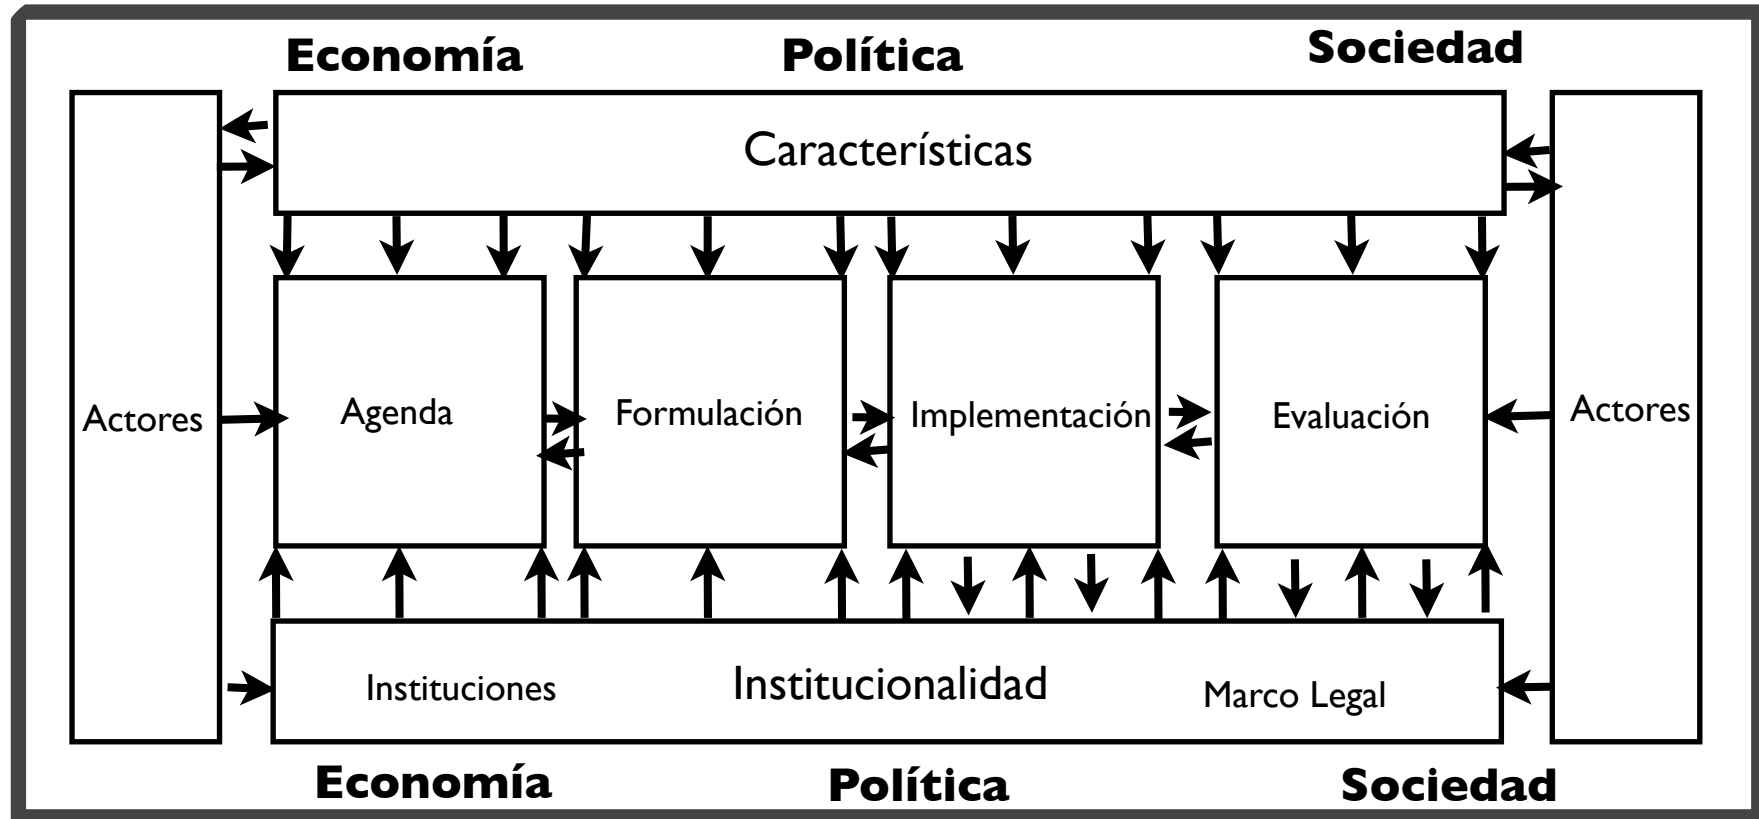 Economía
Política
Sociedad
Características
Actores
Agenda
Formulación
Implementación
Evaluación
Actores
Instituciones
Institucionalidad
Marco Legal
Economía
Política
Sociedad